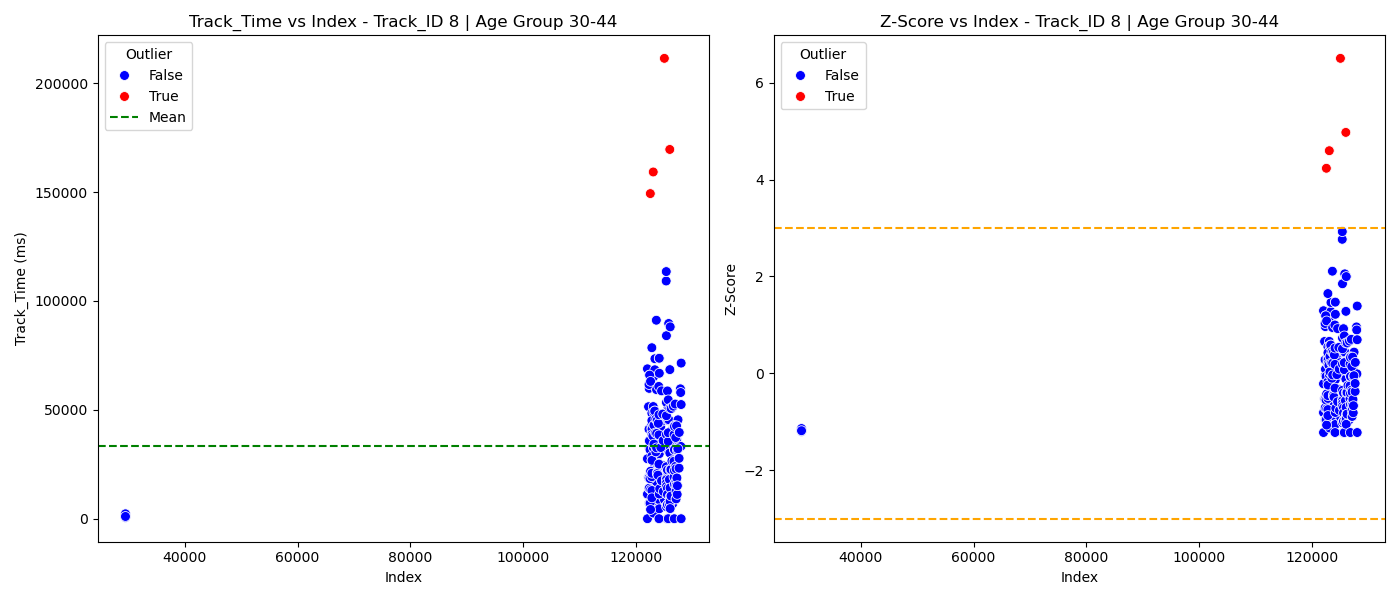 Track_Time vs Index - Track_ID 8 | Age Group 30-44
Outlier
False
True
Mean
200000
150000
100000
50000
0
Track_Time (ms)
40000
60000
80000
100000
120000
Index
Z-Score vs Index - Track_ID 8 | Age Group 30-44
Outlier
False
True
6
4
2
0
−2
Z-Score
40000
60000
80000
100000
120000
Index